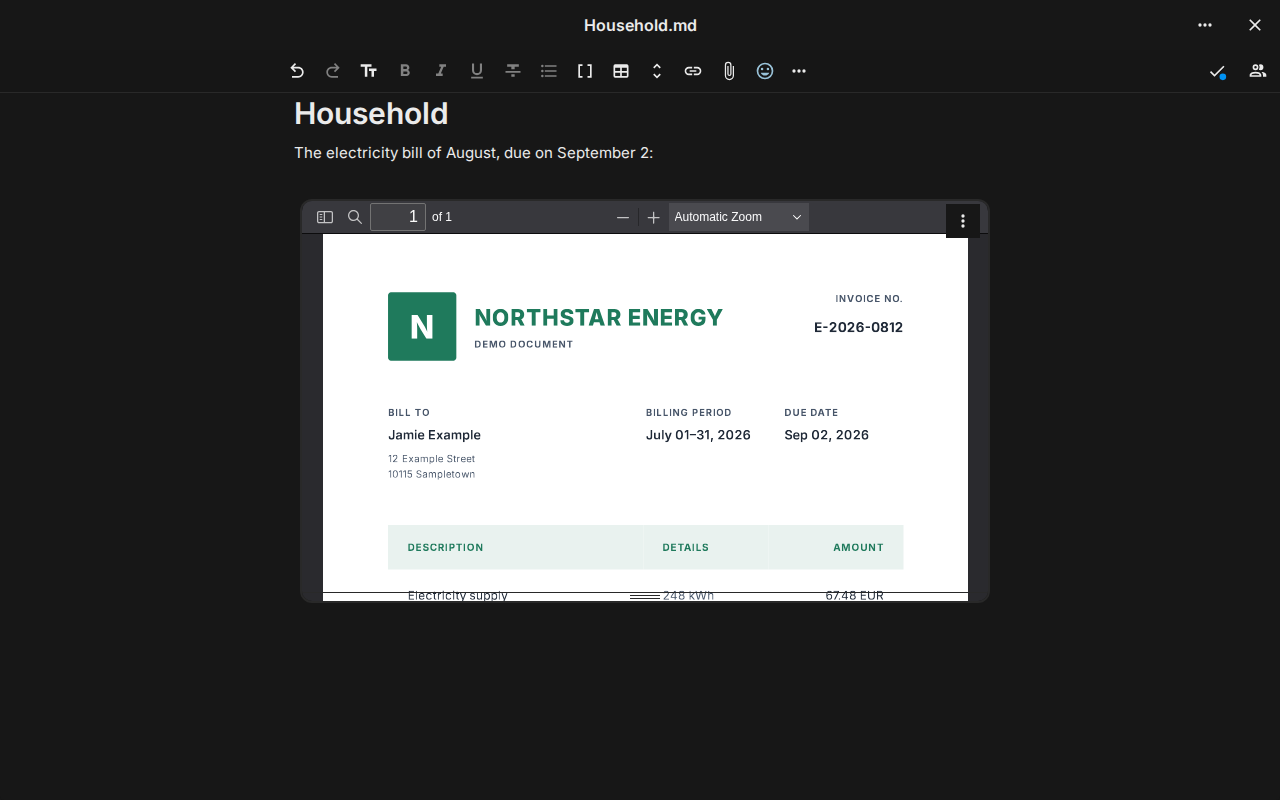 Household.md
Household
The electricity bill of August, due on September 2:
1 of 1
Automatic Zoom
N
NORTHSTAR ENERGY
DEMO DOCUMENT
INVOICE NO.
E-2026-0812
BILL TO
Jamie Example
12 Example Street
10115 Sampletown
BILLING PERIOD
July 01–31, 2026
DUE DATE
Sep 02, 2026
DESCRIPTION DETAILS AMOUNT
Electricity supply 248 kWh 67.48 EUR